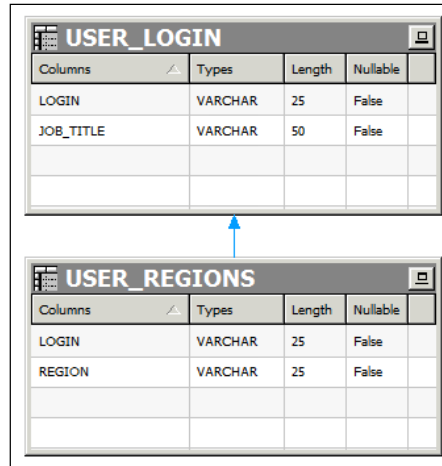 USER_LOGIN
Columns Types Length Nullable
LOGIN VARCHAR 25 False
JOB_TITLE VARCHAR 50 False
USER_REGIONS
Columns Types Length Nullable
LOGIN VARCHAR 25 False
REGION VARCHAR 25 False